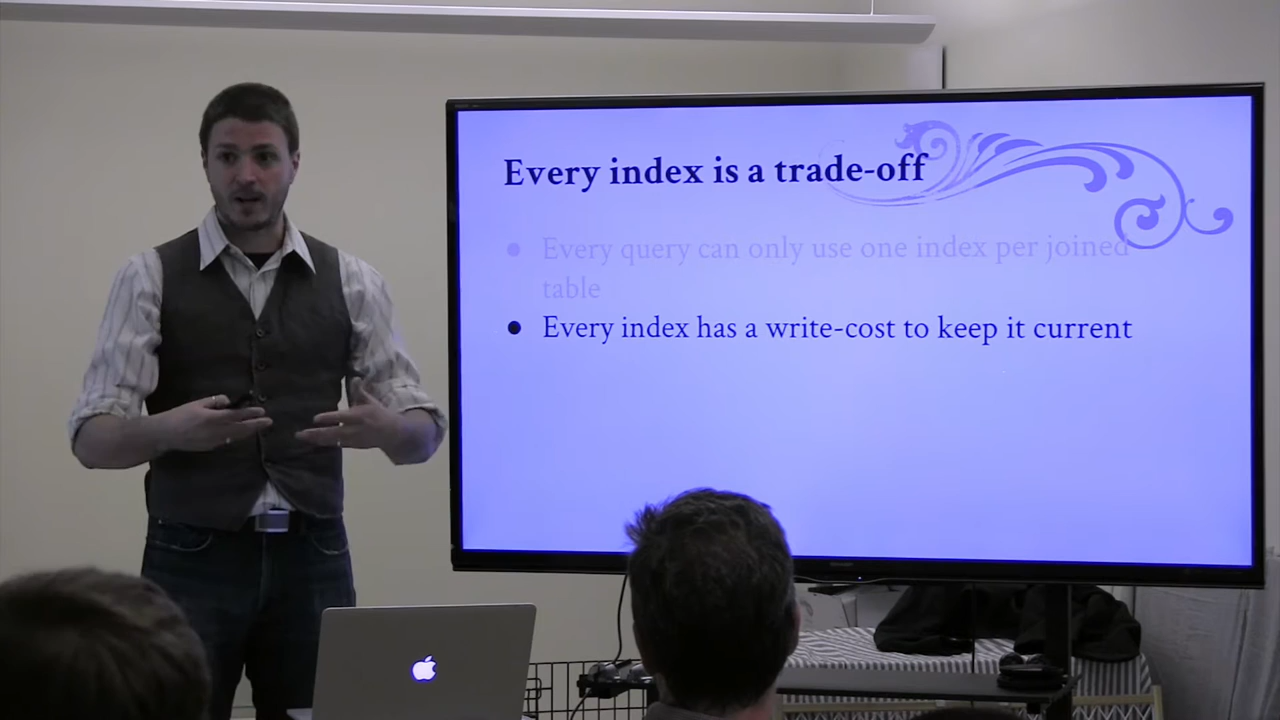 Every index is a trade-off
Every query can only use one index per joined
table
Every index has a write-cost to keep it current